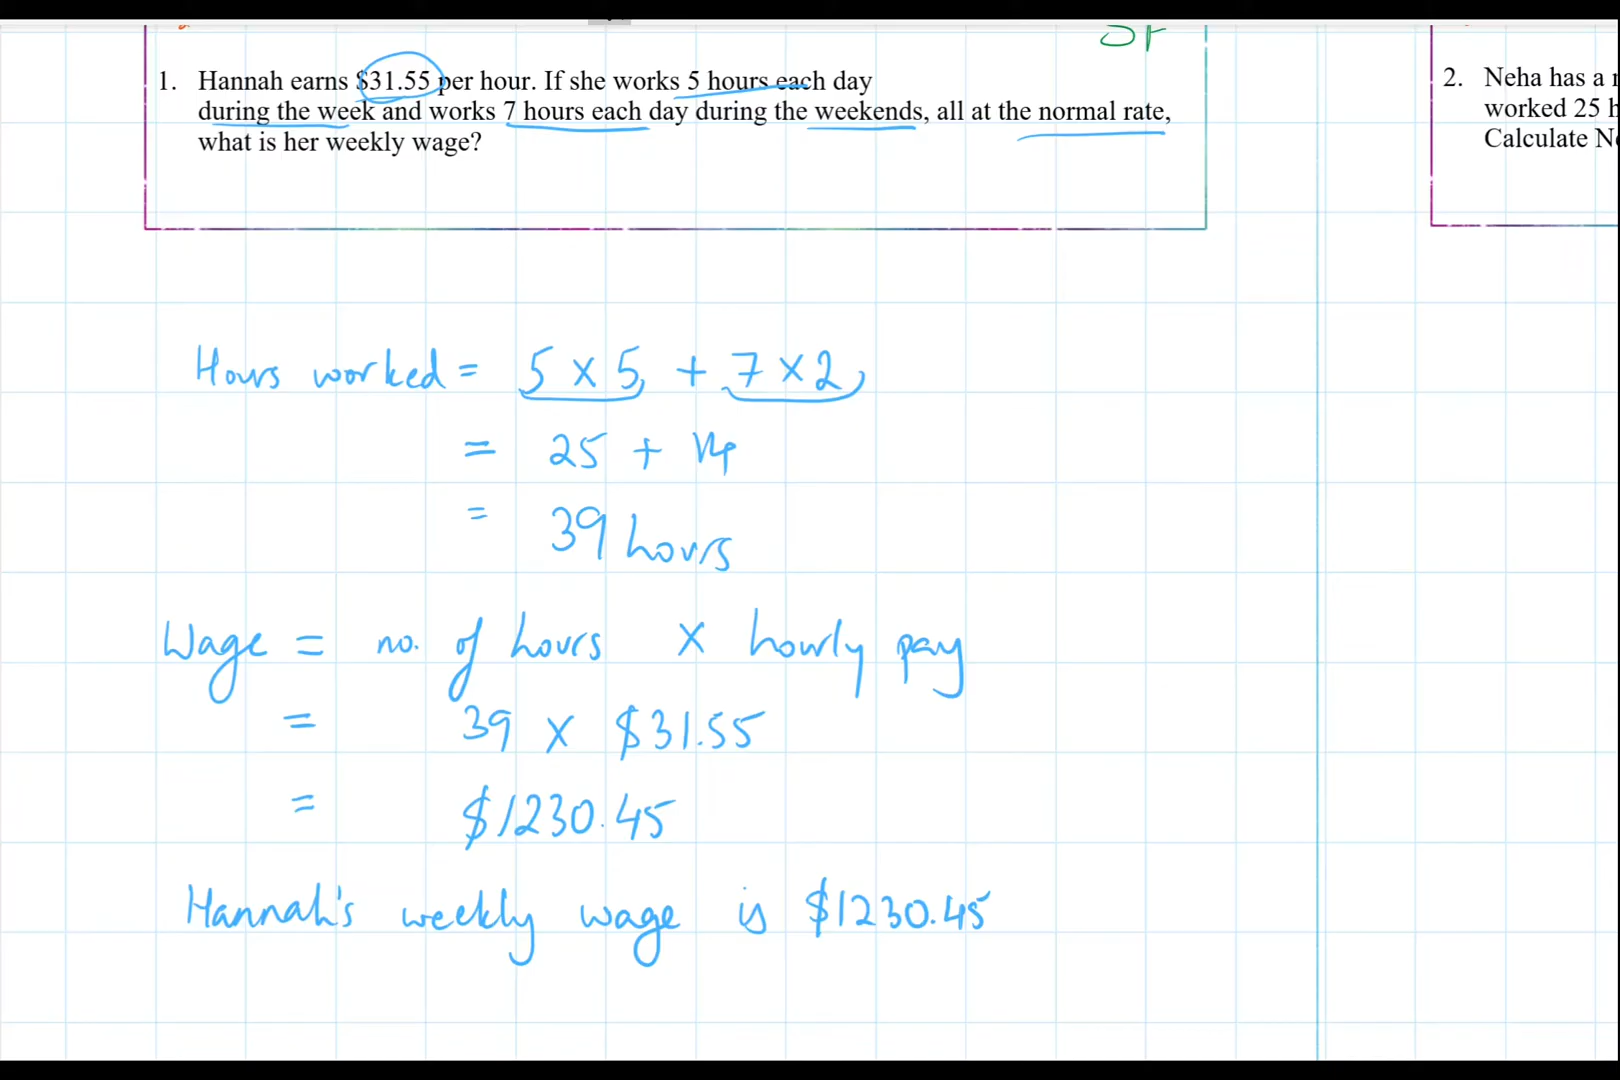 1. Hannah earns $31.55 per hour. If she works 5 hours each day
during the week and works 7 hours each day during the weekends, all at the normal rate,
what is her weekly wage?
2. Neha has a
worked 25
Calculate
Hours worked = 5 × 5 + 7 × 2
= 25 + 14
= 39 hours
Wage = no. of hours × hourly pay
= 39 × $31.55
= $1230.45
Hannah's weekly wage is $1230.45